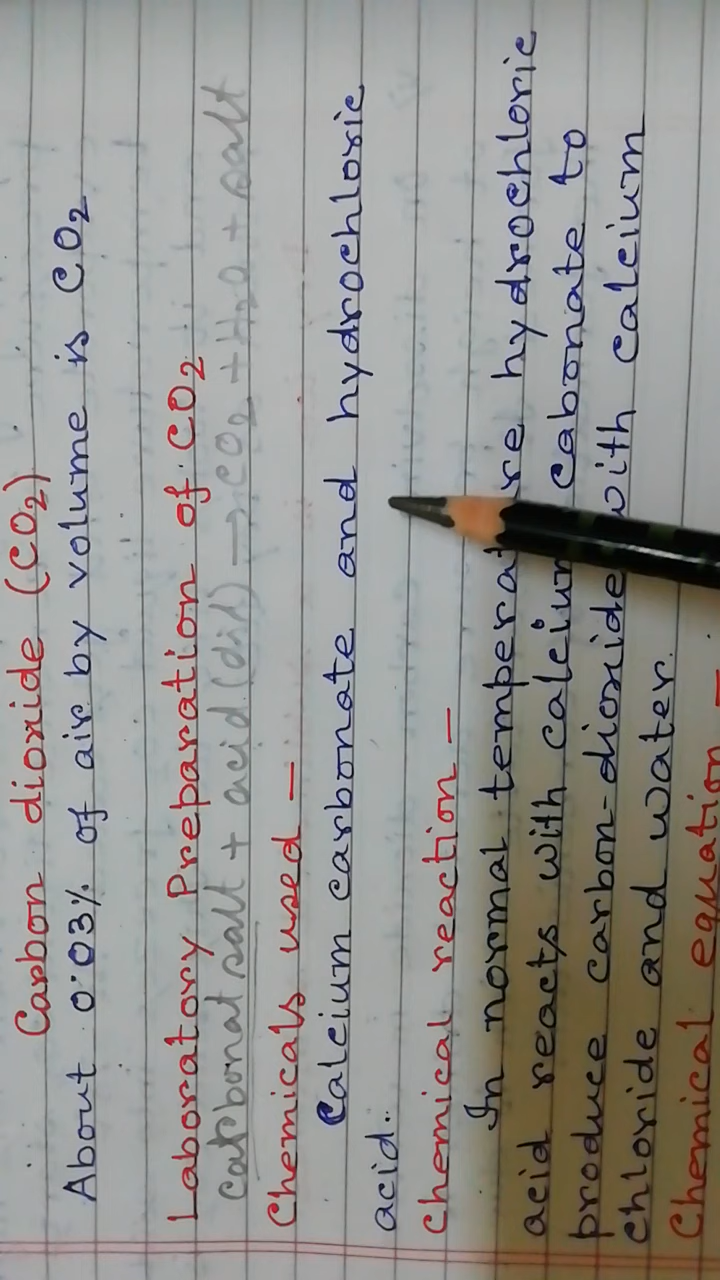 Carbon dioxide (CO2)
About 0.03% of air by volume is CO2
Laboratory Preparation of CO2
Carbonat salt + acid (dil) → CO2 + H2O + salt
Chemicals used -
Calcium carbonate and hydrochloric
acid.
Chemical reaction -
In normal temperature hydrochloric
acid reacts with calcium cabonate to
produce carbon-dioxide with calcium
chloride and water.
Chemical equation -